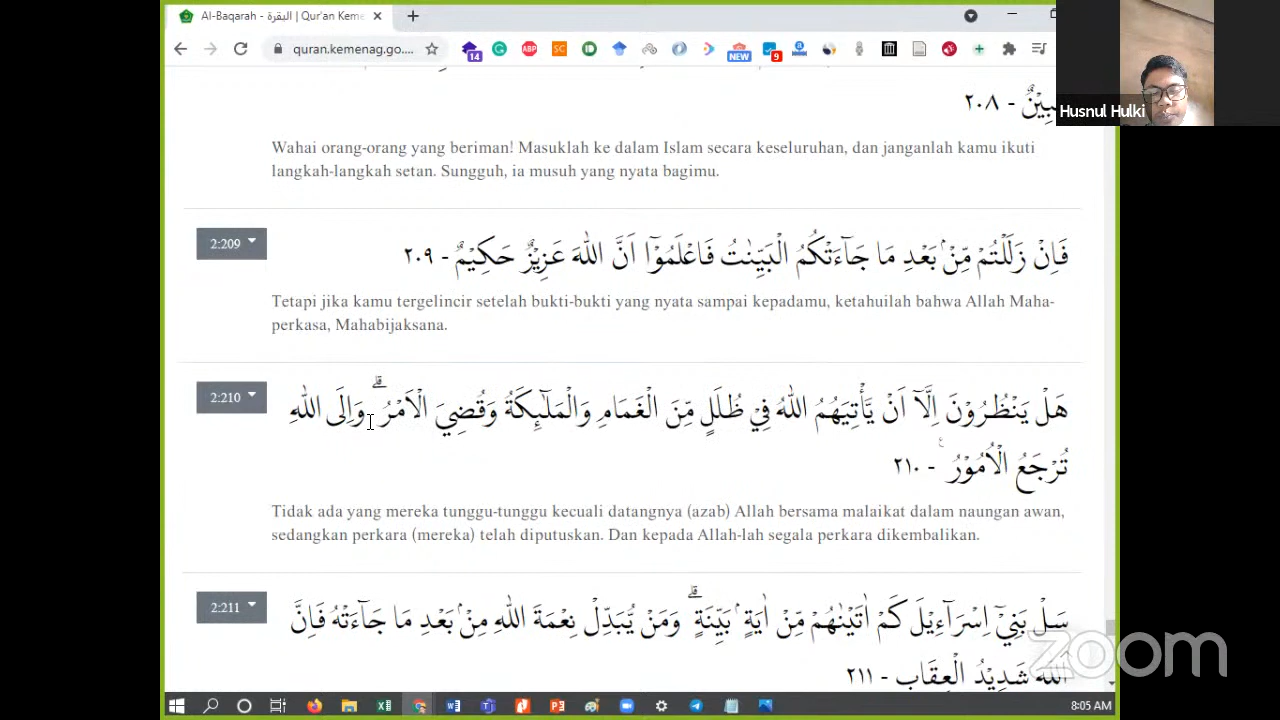 Al-Baqarah - البقرة | Qur'an Keme
quran.kemenag.go....
14
NEW
9
Husnul Hulki
٢٠٨
Wahai orang-orang yang beriman! Masuklah ke dalam Islam secara keseluruhan, dan janganlah kamu ikuti
langkah-langkah setan. Sungguh, ia musuh yang nyata bagimu.
2:209
فَاِنْ زَلَلْتُمْ مِّنْۢ بَعْدِ مَا جَاۤءَتْكُمُ الْبَيِّنٰتُ فَاعْلَمُوْٓا اَنَّ اللّٰهَ عَزِيْزٌ حَكِيْمٌ - ٢٠٩
Tetapi jika kamu tergelincir setelah bukti-bukti yang nyata sampai kepadamu, ketahuilah bahwa Allah Maha-
perkasa, Mahabijaksana.
2:210
هَلْ يَنْظُرُوْنَ اِلَّآ اَنْ يَّأْتِيَهُمُ اللّٰهُ فِيْ ظُلَلٍ مِّنَ الْغَمَامِ وَالْمَلٰۤىِٕكَةُ وَقُضِيَ الْاَمْرُ ۗ وَاِلَى اللّٰهِ
تُرْجَعُ الْاُمُوْرُ ࣖ - ٢١٠
Tidak ada yang mereka tunggu-tunggu kecuali datangnya (azab) Allah bersama malaikat dalam naungan awan,
sedangkan perkara (mereka) telah diputuskan. Dan kepada Allah-lah segala perkara dikembalikan.
2:211
سَلْ بَنِيْٓ اِسْرَاۤءِيْلَ كَمْ اٰتَيْنٰهُمْ مِّنْ اٰيَةٍ ۢ بَيِّنَةٍ ۗ وَمَنْ يُّبَدِّلْ نِعْمَةَ اللّٰهِ مِنْۢ بَعْدِ مَا جَاۤءَتْهُ فَاِنَّ
اللّٰهَ شَدِيْدُ الْعِقَابِ - ٢١١
zoom
8:05 AM